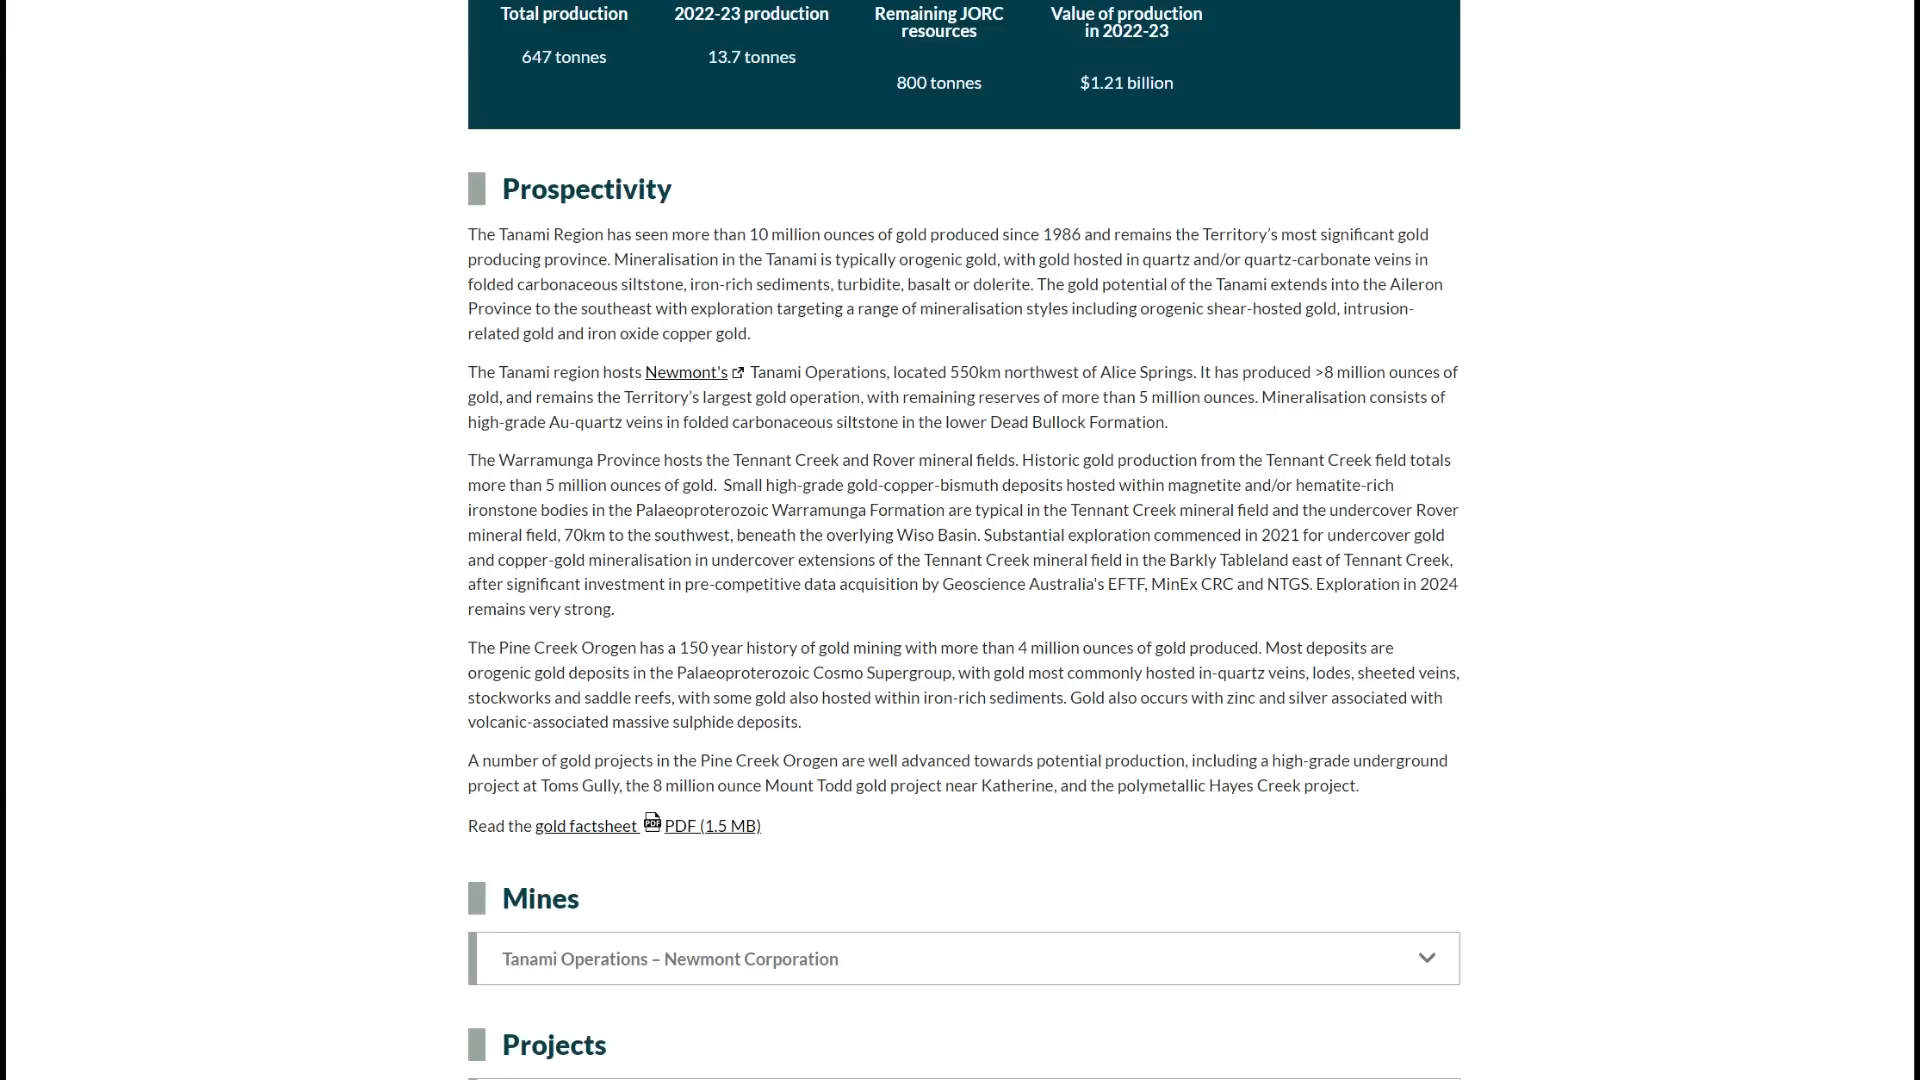 Total production 2022-23 production Remaining JORC resources Value of production in 2022-23
647 tonnes 13.7 tonnes 800 tonnes $1.21 billion
Prospectivity
The Tanami Region has seen more than 10 million ounces of gold produced since 1986 and remains the Territory’s most significant gold
producing province. Mineralisation in the Tanami is typically orogenic gold, with gold hosted in quartz and/or quartz-carbonate veins in
folded carbonaceous siltstone, iron-rich sediments, turbidite, basalt or dolerite. The gold potential of the Tanami extends into the Aileron
Province to the southeast with exploration targeting a range of mineralisation styles including orogenic shear-hosted gold, intrusion-
related gold and iron oxide copper gold.
The Tanami region hosts Newmont's Tanami Operations, located 550km northwest of Alice Springs. It has produced >8 million ounces of
gold, and remains the Territory’s largest gold operation, with remaining reserves of more than 5 million ounces. Mineralisation consists of
high-grade Au-quartz veins in folded carbonaceous siltstone in the lower Dead Bullock Formation.
The Warramunga Province hosts the Tennant Creek and Rover mineral fields. Historic gold production from the Tennant Creek field totals
more than 5 million ounces of gold.  Small high-grade gold-copper-bismuth deposits hosted within magnetite and/or hematite-rich
ironstone bodies in the Palaeoproterozoic Warramunga Formation are typical in the Tennant Creek mineral field and the undercover Rover
mineral field, 70km to the southwest, beneath the overlying Wiso Basin. Substantial exploration commenced in 2021 for undercover gold
and copper-gold mineralisation in undercover extensions of the Tennant Creek mineral field in the Barkly Tableland east of Tennant Creek,
after significant investment in pre-competitive data acquisition by Geoscience Australia's EFTF, MinEx CRC and NTGS. Exploration in 2024
remains very strong.
The Pine Creek Orogen has a 150 year history of gold mining with more than 4 million ounces of gold produced. Most deposits are
orogenic gold deposits in the Palaeoproterozoic Cosmo Supergroup, with gold most commonly hosted in-quartz veins, lodes, sheeted veins,
stockworks and saddle reefs, with some gold also hosted within iron-rich sediments. Gold also occurs with zinc and silver associated with
volcanic-associated massive sulphide deposits.
A number of gold projects in the Pine Creek Orogen are well advanced towards potential production, including a high-grade underground
project at Toms Gully, the 8 million ounce Mount Todd gold project near Katherine, and the polymetallic Hayes Creek project.
Read the gold factsheet PDF PDF (1.5 MB)
Mines
Tanami Operations – Newmont Corporation
Projects